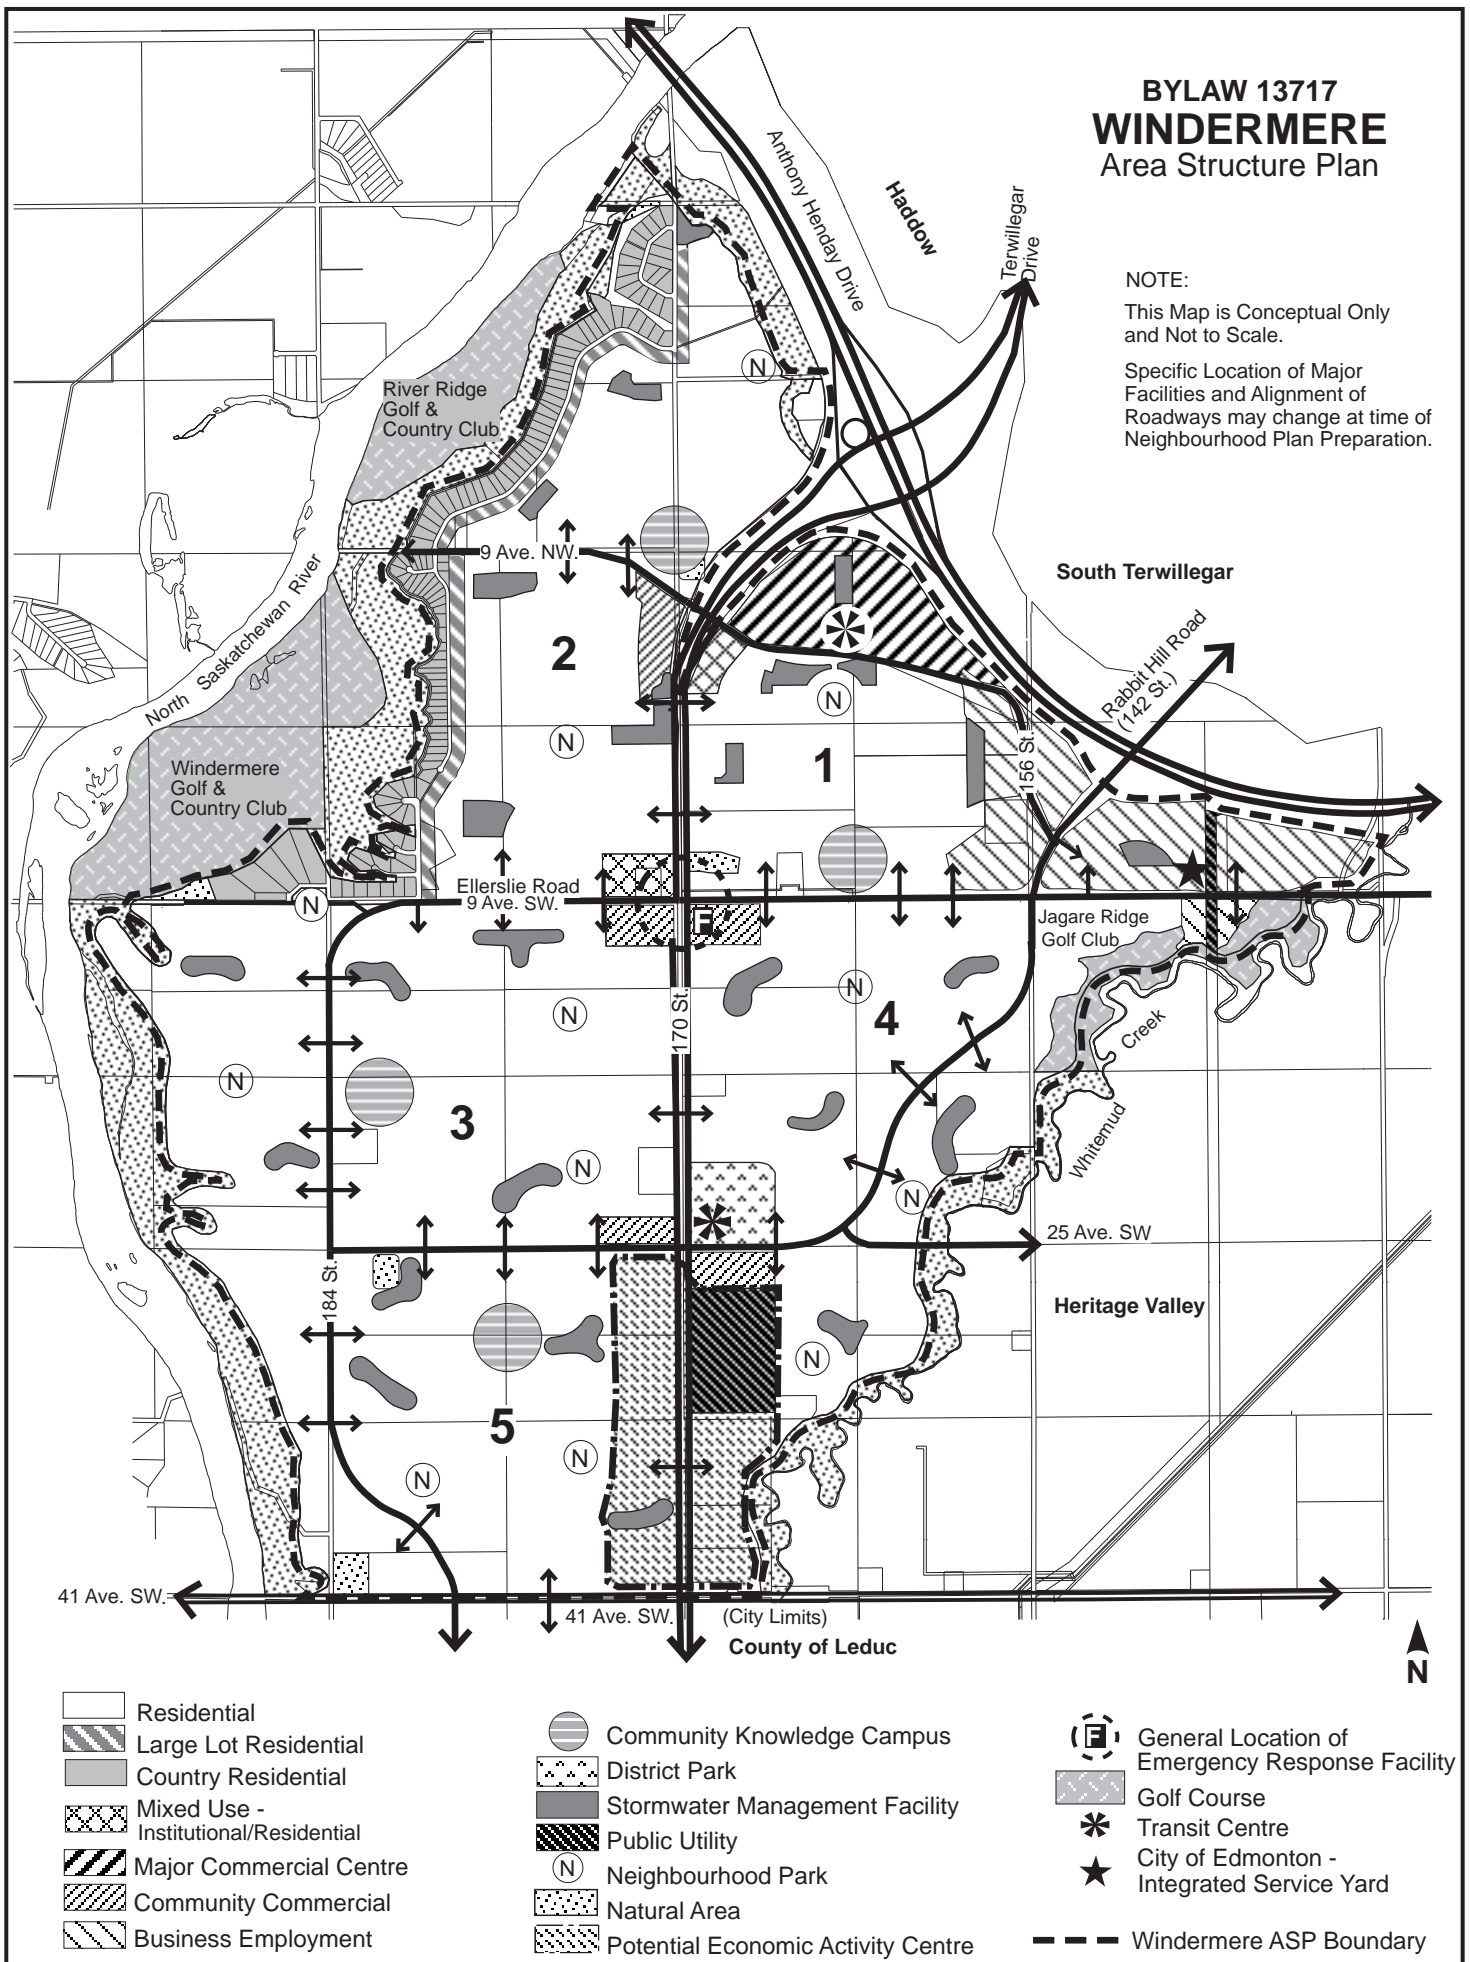 BYLAW 13717
WINDERMERE
Area Structure Plan
Anthony Henday Drive
Haddow
Terwillegar
Drive
NOTE:
This Map is Conceptual Only
and Not to Scale.
Specific Location of Major
Facilities and Alignment of
Roadways may change at time of
Neighbourhood Plan Preparation.
River Ridge
Golf &
Country Club
N
9 Ave. NW.
North Saskatchewan River
South Terwillegar
Rabbit Hill Road
(142 St.)
2
N
N
1
156 St.
Windermere
Golf &
Country Club
Ellerslie Road
9 Ave. SW.
N
F
Jagare Ridge
Golf Club
N
N
4
170 St.
Creek
Whitemud
N
3
N
N
25 Ave. SW
184 St.
Heritage Valley
N
5
N
N
41 Ave. SW.
41 Ave. SW.
(City Limits)
County of Leduc
N
Residential
Large Lot Residential
Country Residential
Mixed Use -
Institutional/Residential
Major Commercial Centre
Community Commercial
Business Employment
Community Knowledge Campus
District Park
Stormwater Management Facility
Public Utility
N
Neighbourhood Park
Natural Area
Potential Economic Activity Centre
F
General Location of
Emergency Response Facility
Golf Course
Transit Centre
City of Edmonton -
Integrated Service Yard
Windermere ASP Boundary